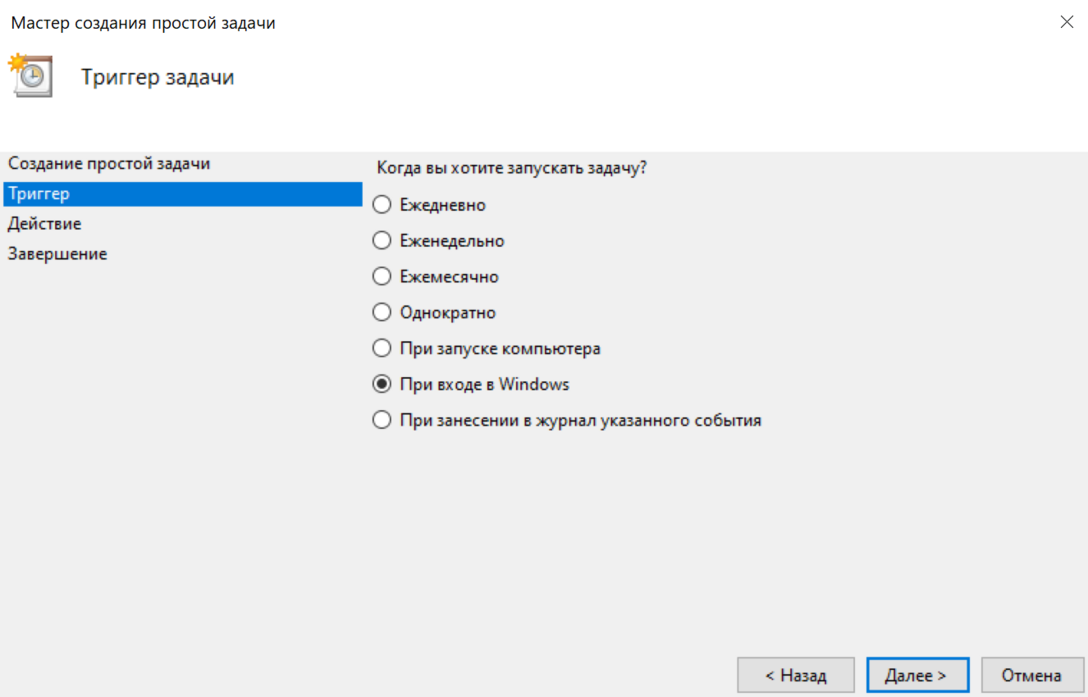 Мастер создания простой задачи
Триггер задачи
Создание простой задачи
Триггер
Действие
Завершение
Когда вы хотите запускать задачу?
Ежедневно
Еженедельно
Ежемесячно
Однократно
При запуске компьютера
При входе в Windows
При занесении в журнал указанного события
< Назад
Далее >
Отмена